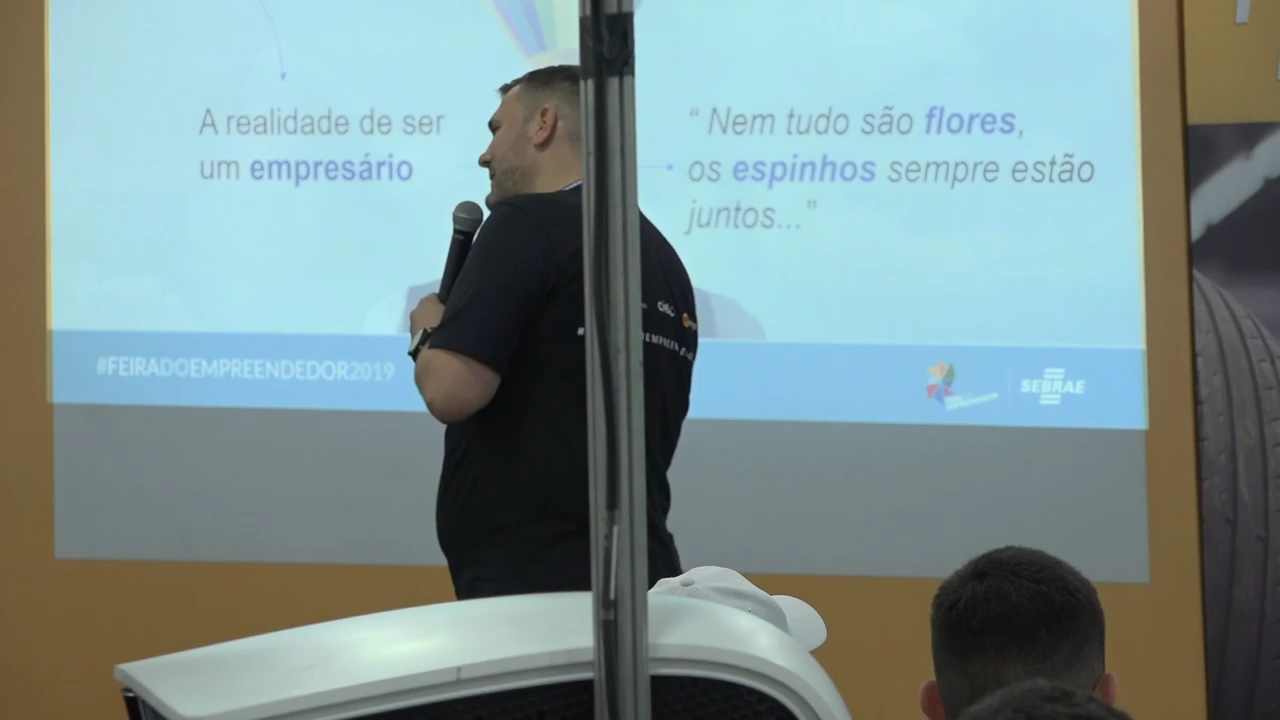 A realidade de ser
um empresário
“ Nem tudo são flores,
os espinhos sempre estão
juntos...”
#FEIRADOEMPREENDEDOR2019
SEBRAE